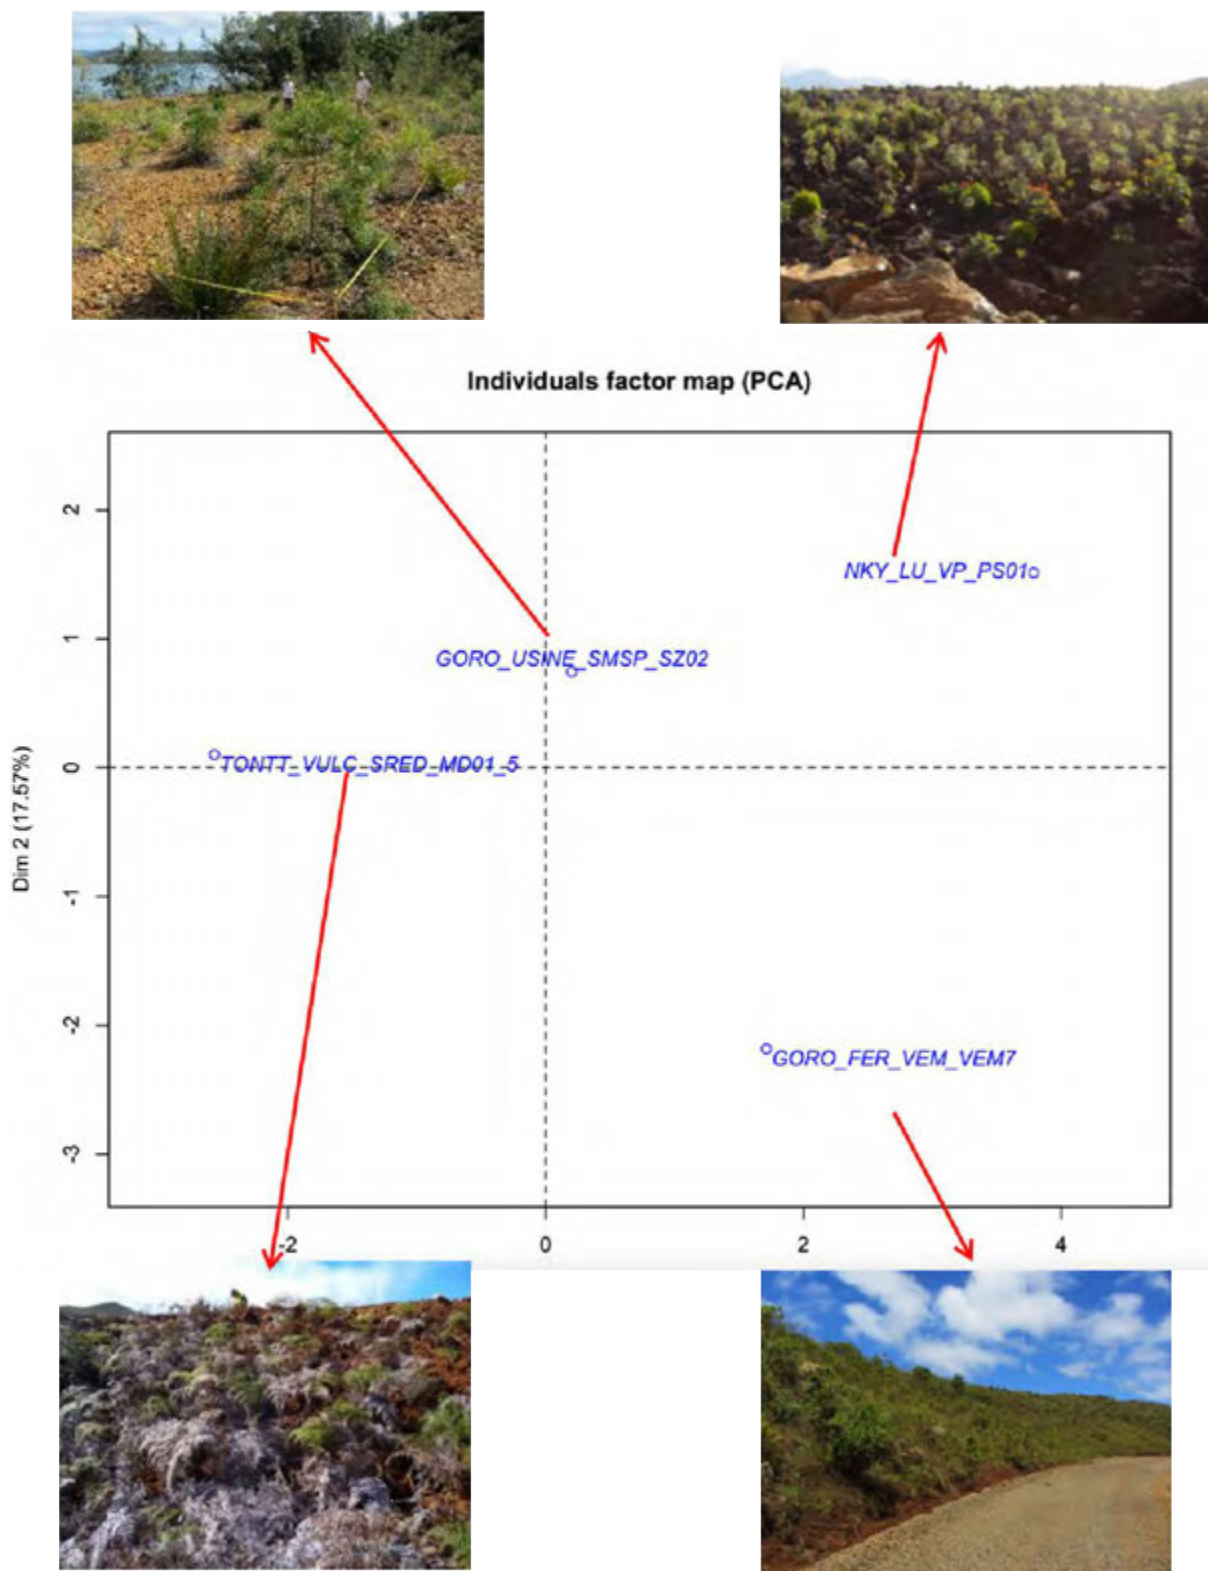 Individuals factor map (PCA)
2
NKY_LU_VP_PS01
1
GORO_USINE_SMSP_SZ02
0
TONTT_VULC_SRED_MD01_5
Dim 2 (17.57%)
-1
-2
GORO_FER_VEM_VEM7
-3
-2
0
2
4